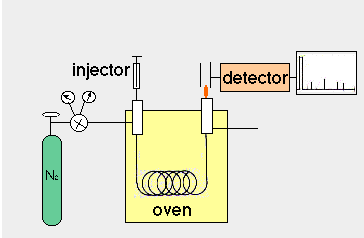 injector
detector
N₂
oven